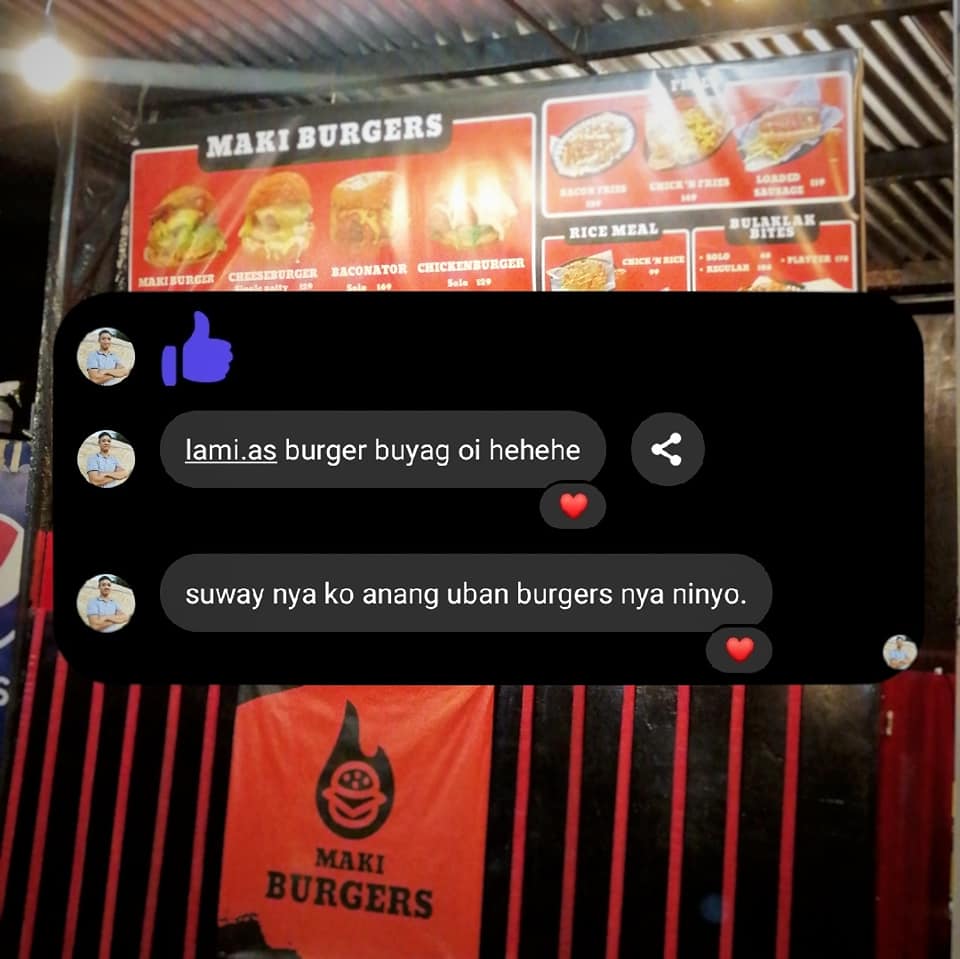 MAKI BURGERS
MAKI BURGER
CHEESEBURGER
Single patty 129
BACONATOR
Solo 169
CHICKENBURGER
Solo 129
BACON FRIES
CHICK'N FRIES
LOADED
SAUSAGE
RICE MEAL
CHICK'N RICE
99
BULAKLAK
BITES
• SOLO
• REGULAR
• PLATTER
lami.as burger buyag oi hehehe
suway nya ko anang uban burgers nya ninyo.
S
MAKI
BURGERS